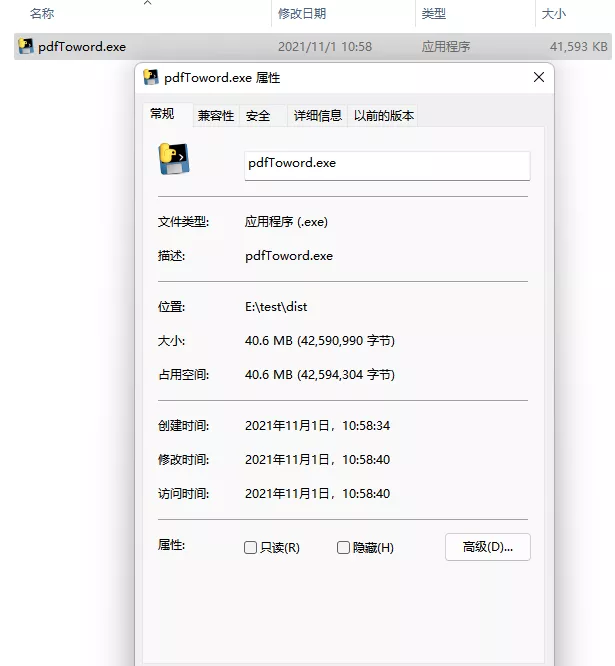 名称 修改日期 类型 大小
pdfToword.exe 2021/11/1 10:58 应用程序 41,593 KB
pdfToword.exe 属性
常规 兼容性 安全 详细信息 以前的版本
pdfToword.exe
文件类型: 应用程序 (.exe)
描述: pdfToword.exe
位置: E:\test\dist
大小: 40.6 MB (42,590,990 字节)
占用空间: 40.6 MB (42,594,304 字节)
创建时间: 2021年11月1日，10:58:34
修改时间: 2021年11月1日，10:58:40
访问时间: 2021年11月1日，10:58:40
属性: 只读(R) 隐藏(H) 高级(D)...